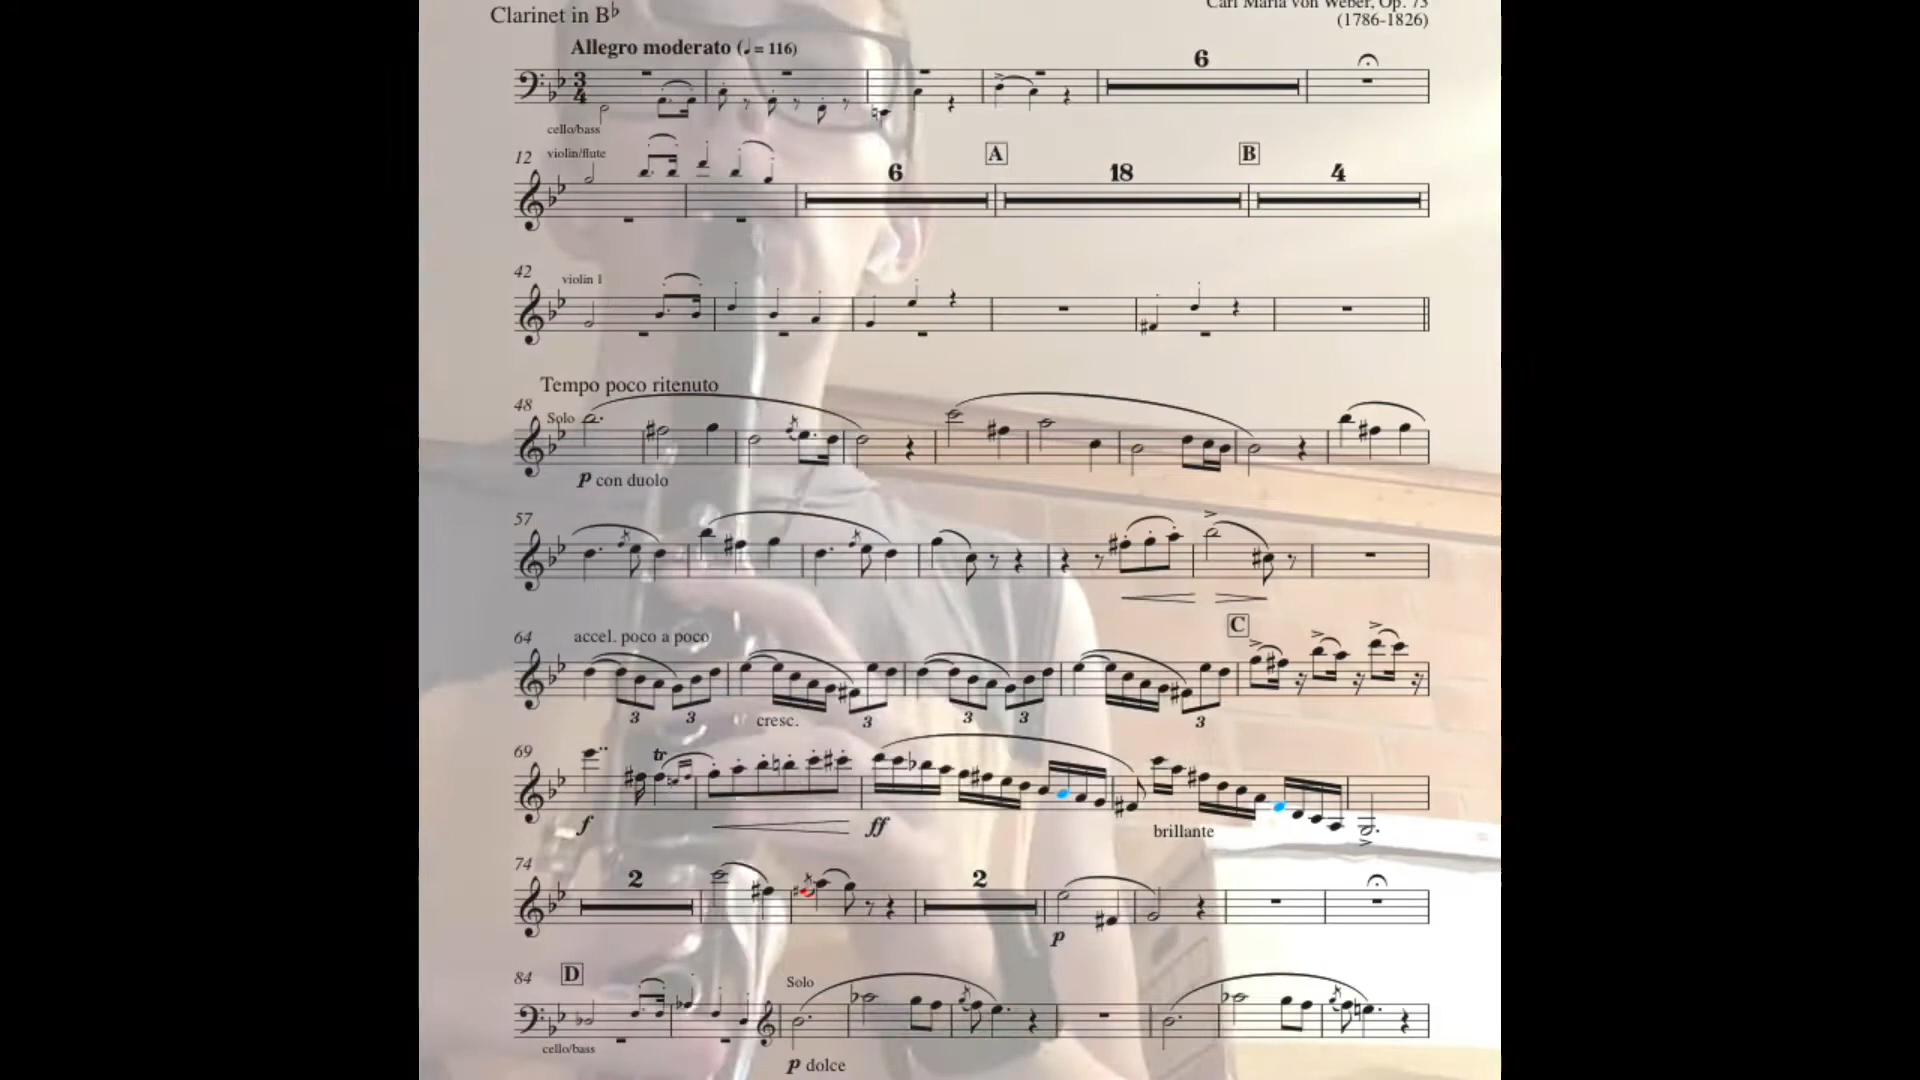 Carl Maria von Weber, Op. 73
Clarinet in B♭
(1786-1826)
Allegro moderato (♩ = 116)
3
4
6
cello/bass
12 violin/flute
6 A 18 B 4
42 violin 1
Tempo poco ritenuto
48 Solo
p con duolo
57
C
64 accel. poco a poco
3 3 cresc. 3 3 3 3
69 tr
f ff brillante
74 2 2
p
84 D Solo
cello/bass
p dolce